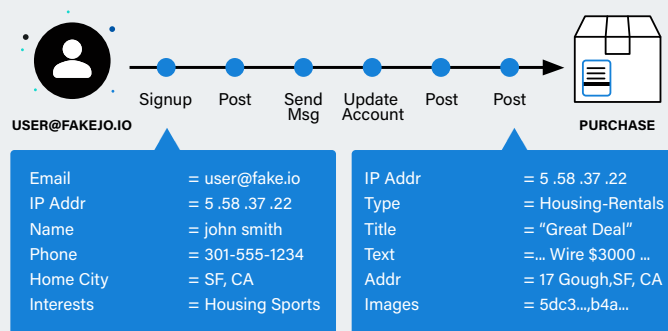 Signup
Post
Send
Msg
Update
Account
Post
Post
USER@FAKEJO.IO
PURCHASE
Email = user@fake.io
IP Addr = 5 .58 .37 .22
Name = john smith
Phone = 301-555-1234
Home City = SF, CA
Interests = Housing Sports
IP Addr = 5 .58 .37 .22
Type = Housing-Rentals
Title = “Great Deal”
Text =... Wire $3000 ...
Addr = 17 Gough,SF, CA
Images = 5dc3...,b4a...